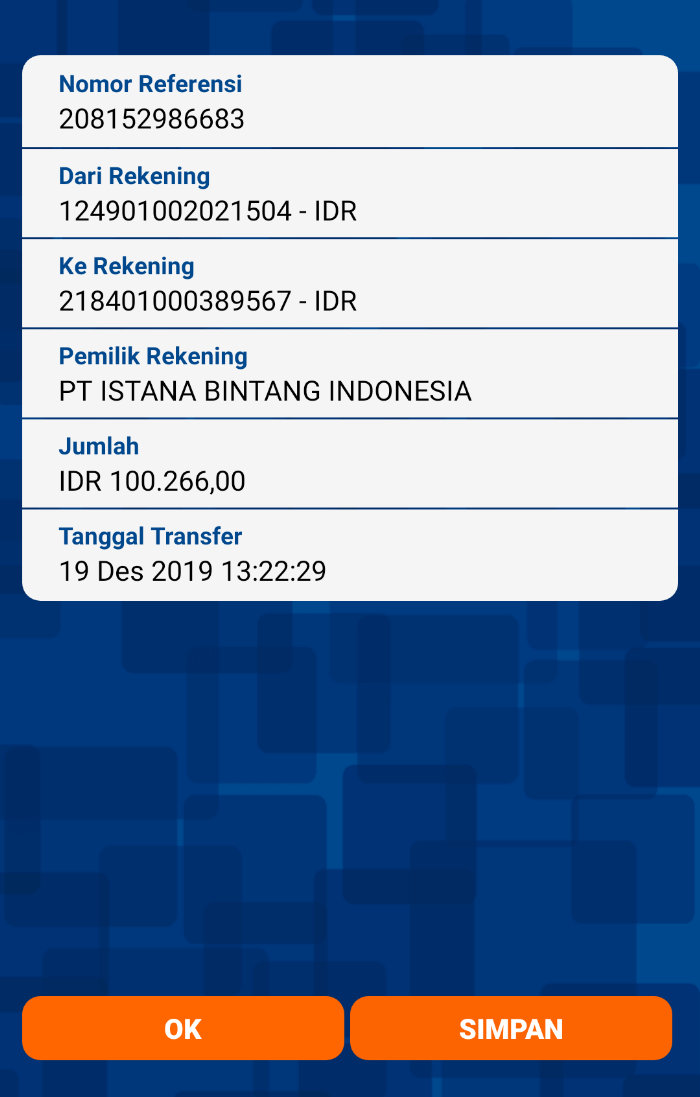 Nomor Referensi
208152986683
Dari Rekening
124901002021504 - IDR
Ke Rekening
218401000389567 - IDR
Pemilik Rekening
PT ISTANA BINTANG INDONESIA
Jumlah
IDR 100.266,00
Tanggal Transfer
19 Des 2019 13:22:29
OK
SIMPAN